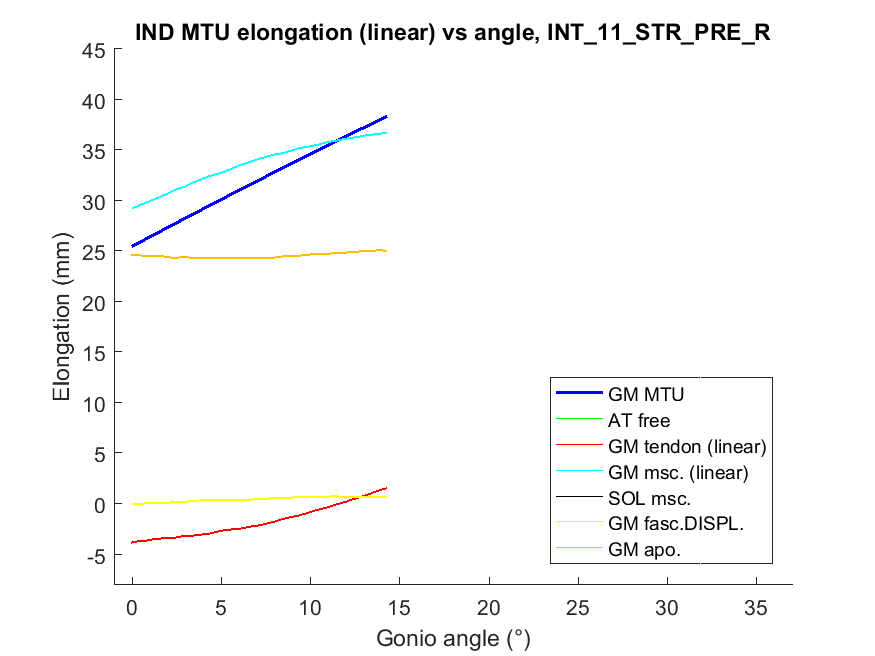 IND MTU elongation (linear) vs angle, INT_11_STR_PRE_R
45
40
35
30
25
20
15
10
5
0
-5
Elongation (mm)
GM MTU
AT free
GM tendon (linear)
GM msc. (linear)
SOL msc.
GM fasc.DISPL.
GM apo.
0 5 10 15 20 25 30 35
Gonio angle (°)